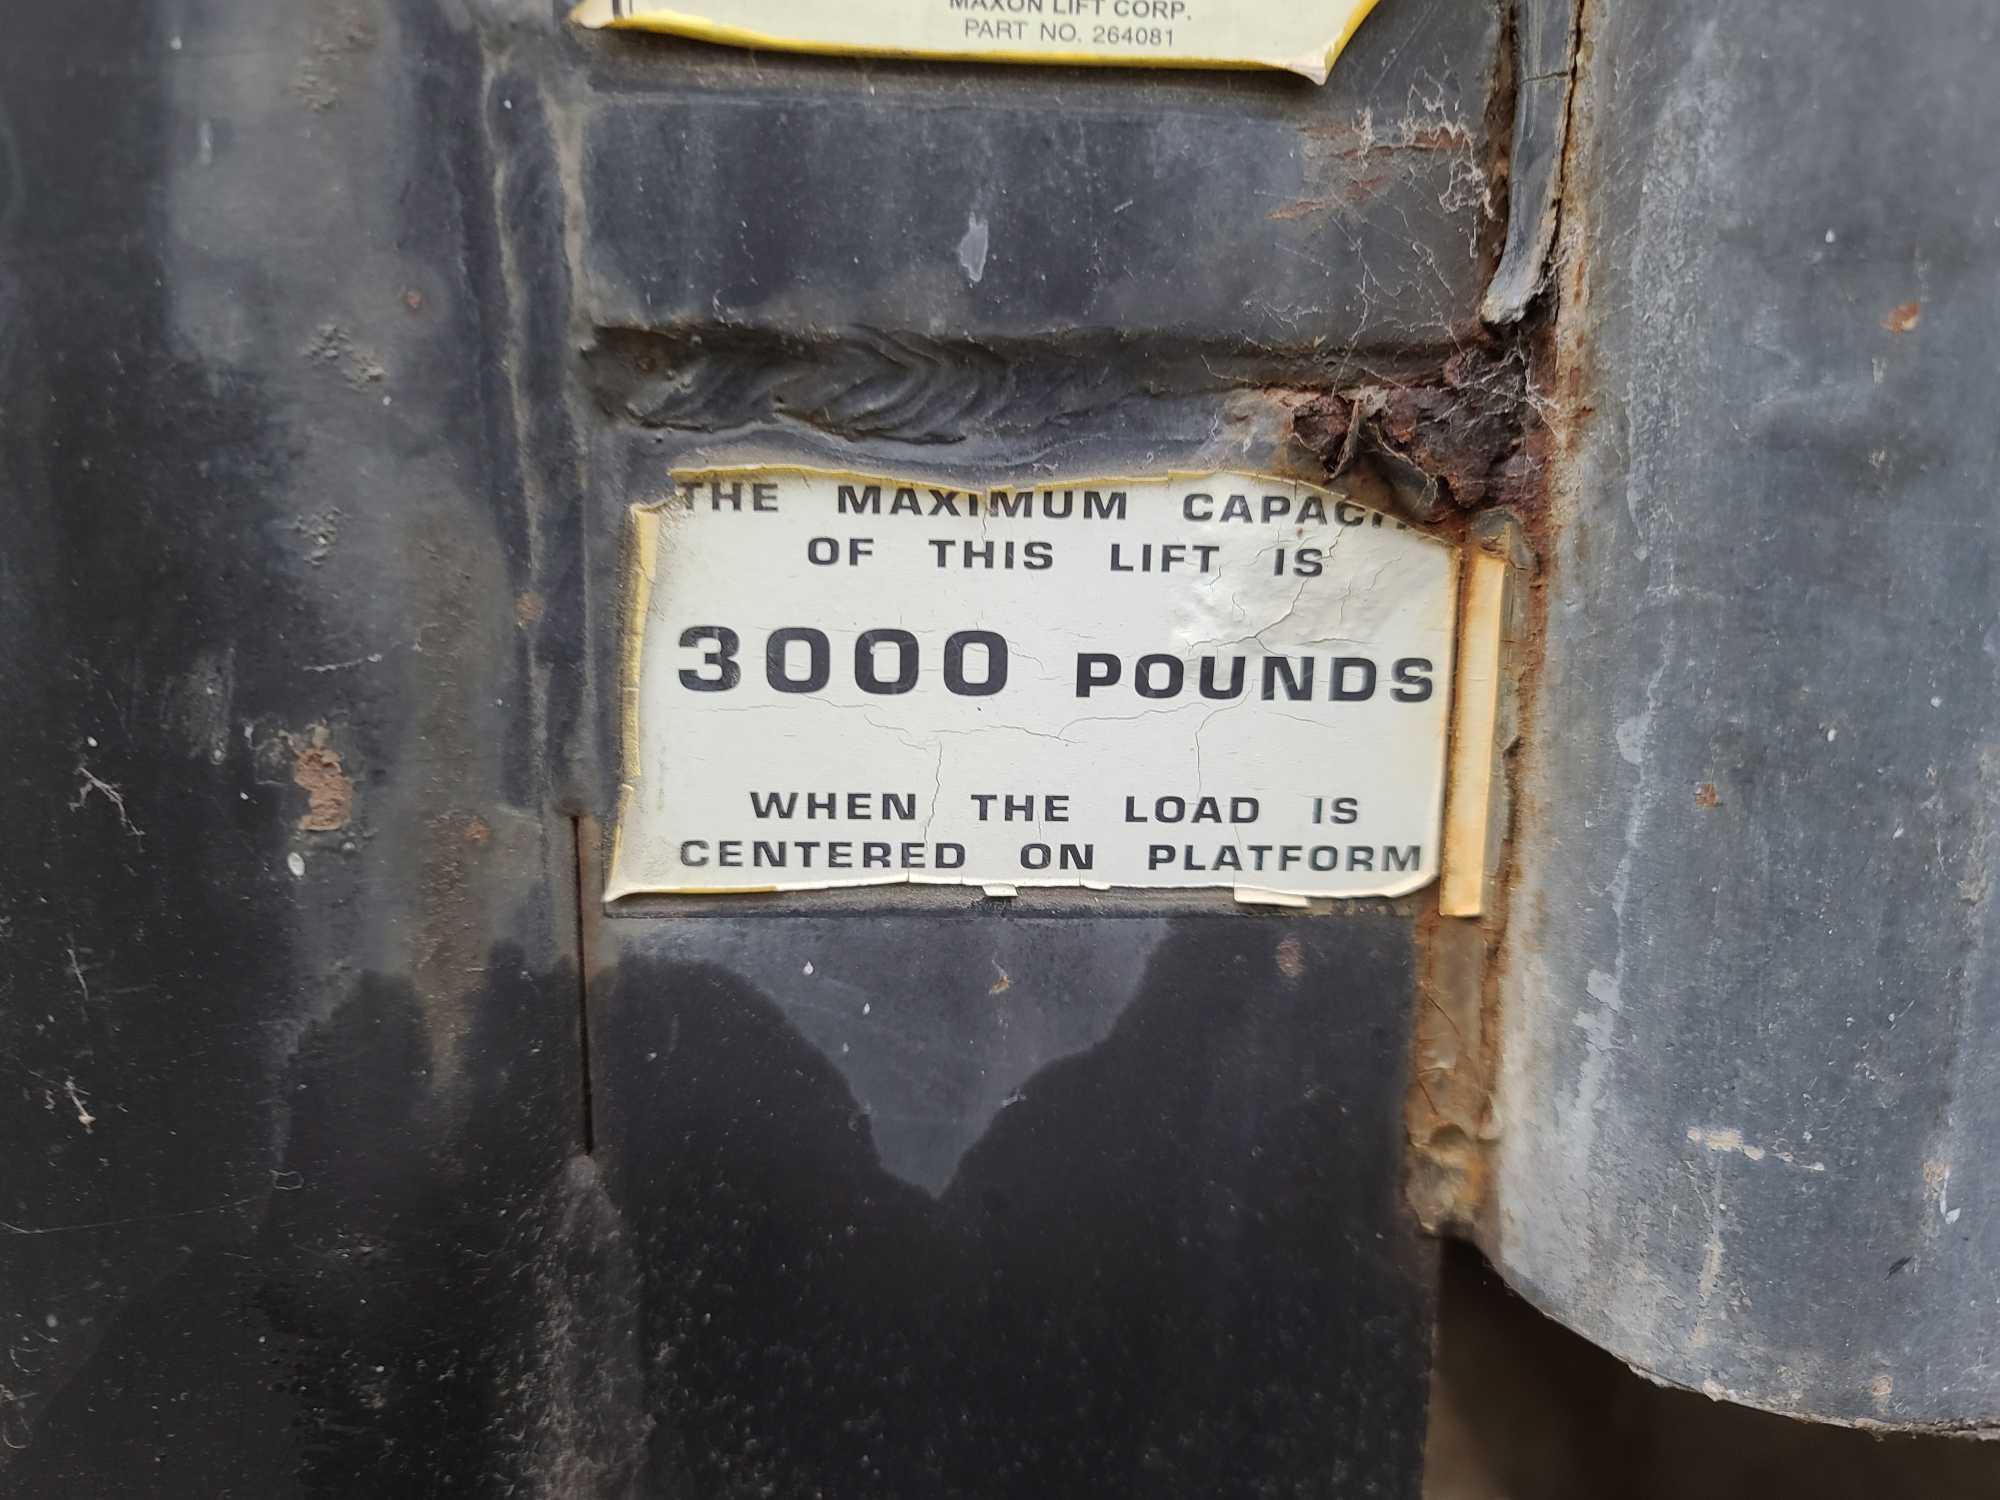 MAXON LIFT CORP.
PART NO. 264081
THE MAXIMUM CAPACI
OF THIS LIFT IS
3000 POUNDS
WHEN THE LOAD IS
CENTERED ON PLATFORM